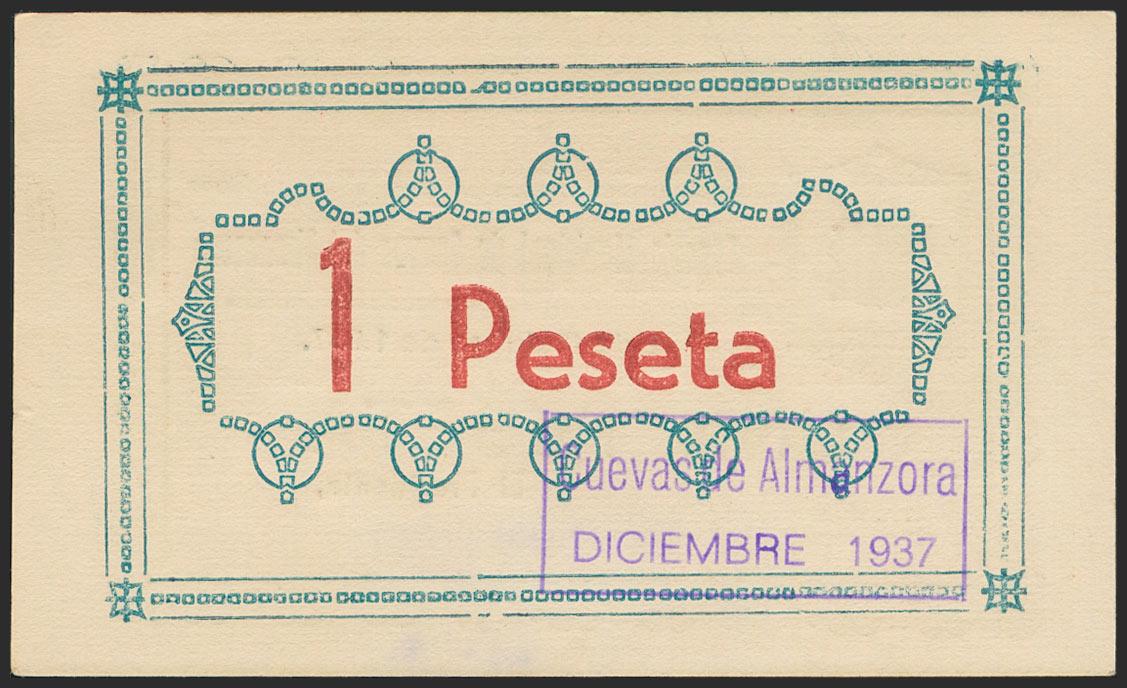 1 Peseta
Cuevas de Almanzora
DICIEMBRE 1937